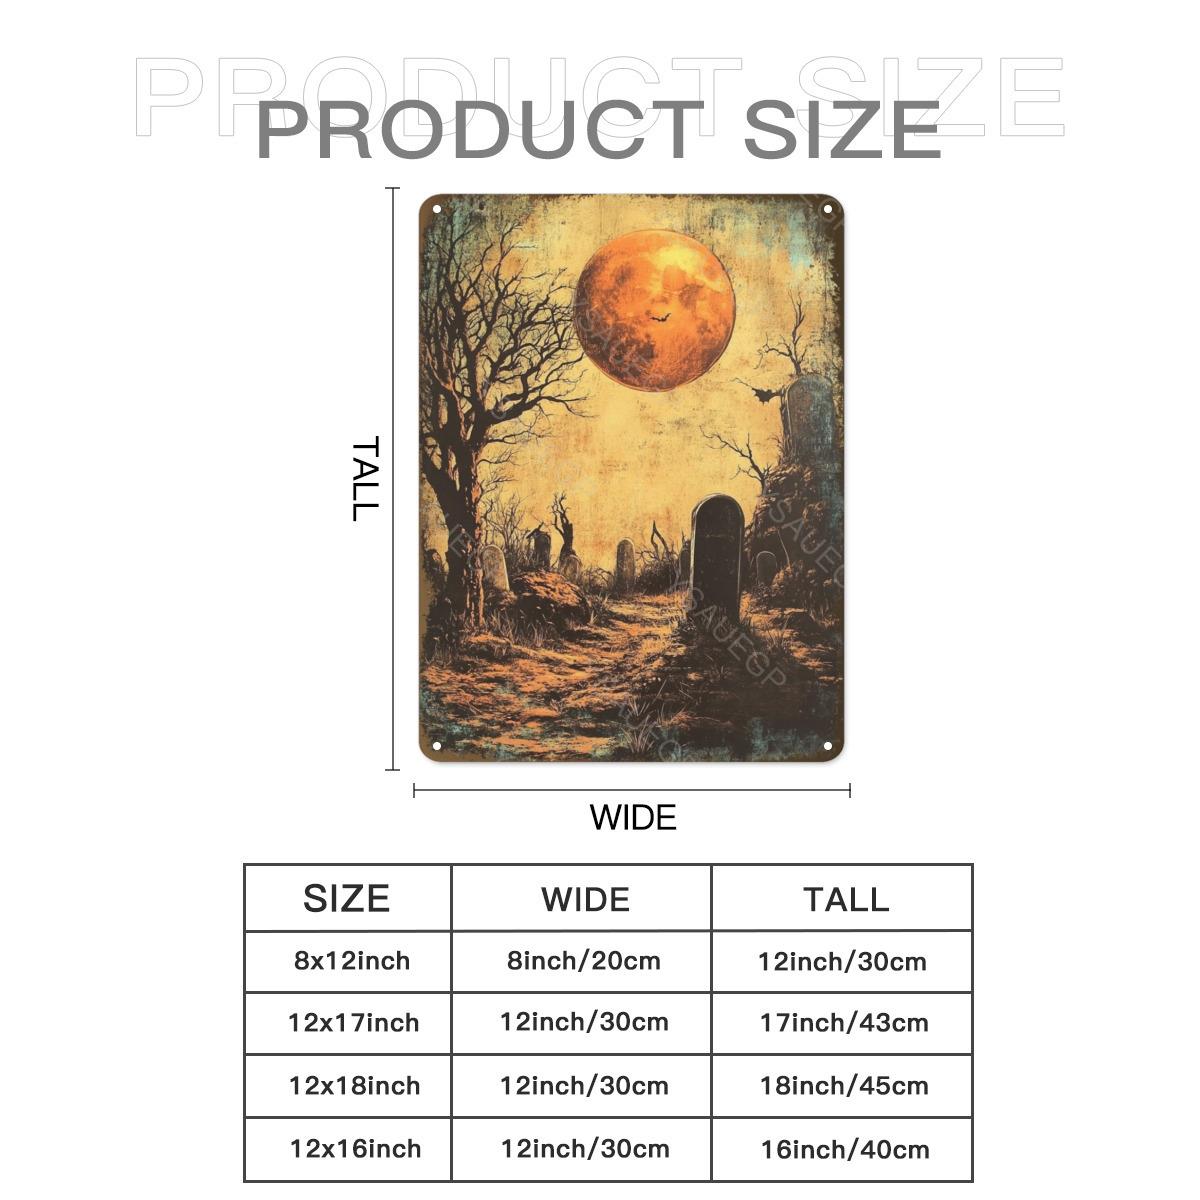 PRODUCT SIZE
PRODUCT SIZE
TALL
YSAUEGP
WIDE
SIZE WIDE TALL
8x12inch 8inch/20cm 12inch/30cm
12x17inch 12inch/30cm 17inch/43cm
12x18inch 12inch/30cm 18inch/45cm
12x16inch 12inch/30cm 16inch/40cm